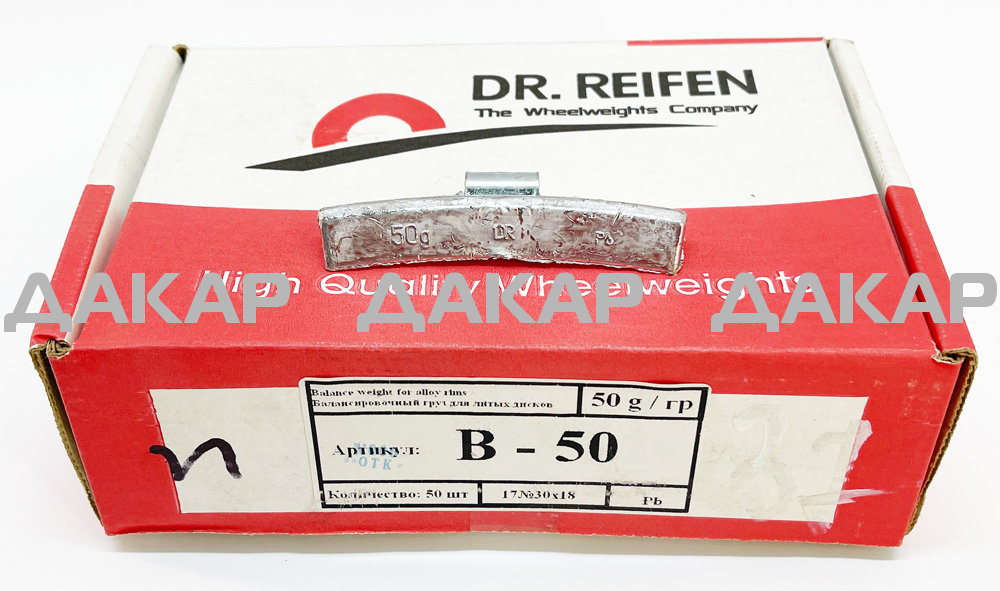 DR. REIFEN
The Wheelweights Company
50g DR Pb
High Quality Wheelweights
ДАКАР ДАКАР ДАКАР
Balance weight for alloy rims
Балансировочный груз для литых дисков
50 g / гр
Артикул: B - 50
ОТК
Количество: 50 шт
17№30x18
Pb
n